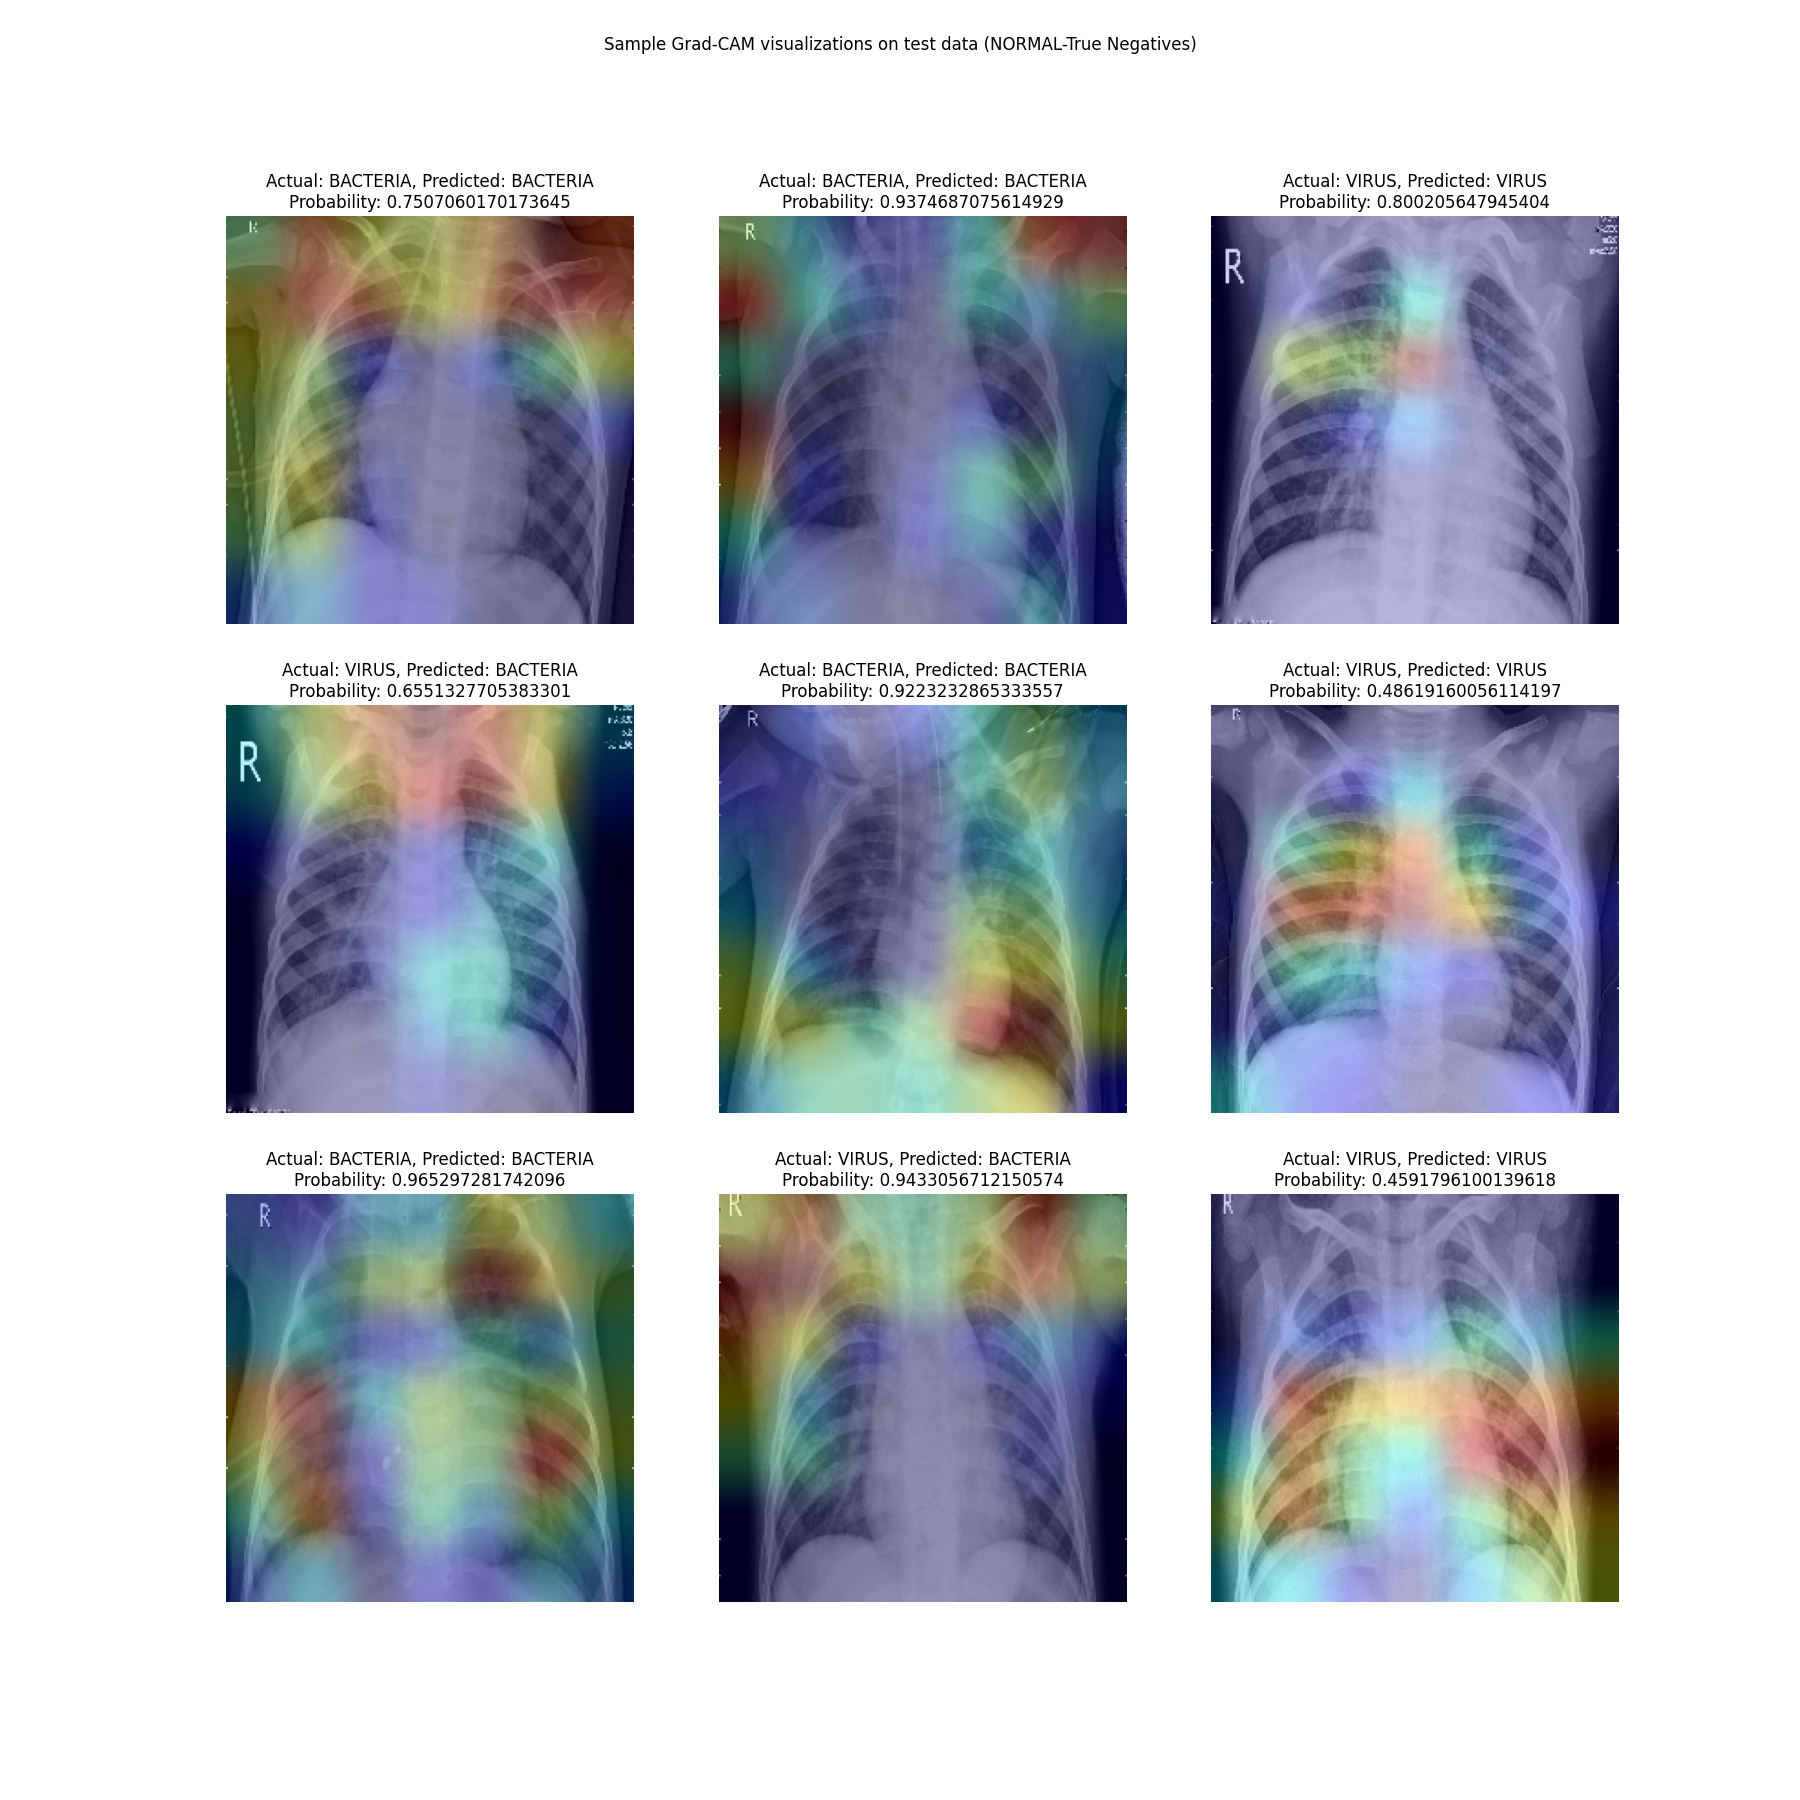 Sample Grad-CAM visualizations on test data (NORMAL-True Negatives)
Actual: BACTERIA, Predicted: BACTERIA
Probability: 0.7507060170173645
Actual: BACTERIA, Predicted: BACTERIA
Probability: 0.9374687075614929
Actual: VIRUS, Predicted: VIRUS
Probability: 0.800205647945404
R
R
R
Actual: VIRUS, Predicted: BACTERIA
Probability: 0.6551327705383301
Actual: BACTERIA, Predicted: BACTERIA
Probability: 0.9223232865333557
Actual: VIRUS, Predicted: VIRUS
Probability: 0.48619160056114197
R
R
R
Actual: BACTERIA, Predicted: BACTERIA
Probability: 0.965297281742096
Actual: VIRUS, Predicted: BACTERIA
Probability: 0.9433056712150574
Actual: VIRUS, Predicted: VIRUS
Probability: 0.4591796100139618
R
R
R